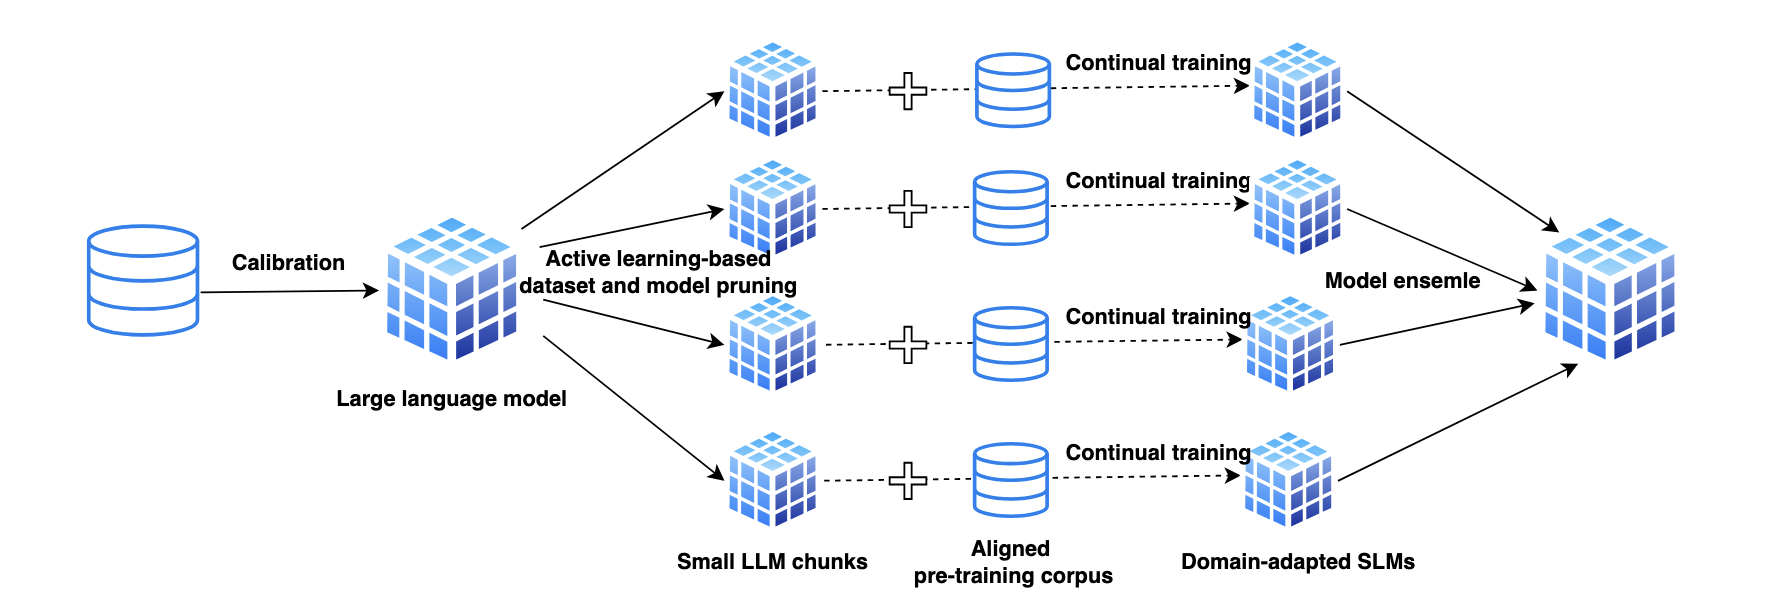 Continual training
Continual training
Calibration
Active learning-based
dataset and model pruning
Model ensemle
Continual training
Large language model
Continual training
Small LLM chunks
Aligned
pre-training corpus
Domain-adapted SLMs